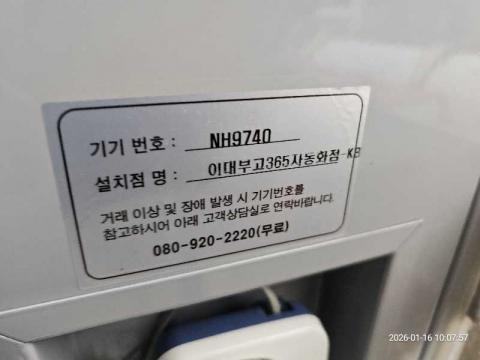 기기 번호 : NH9740
설치점 명 : 이대부고365자동화점-KB
거래 이상 및 장애 발생 시 기기번호를
참고하시어 아래 고객상담실로 연락바랍니다.
080-920-2220(무료)
2026-01-16 10:07:57